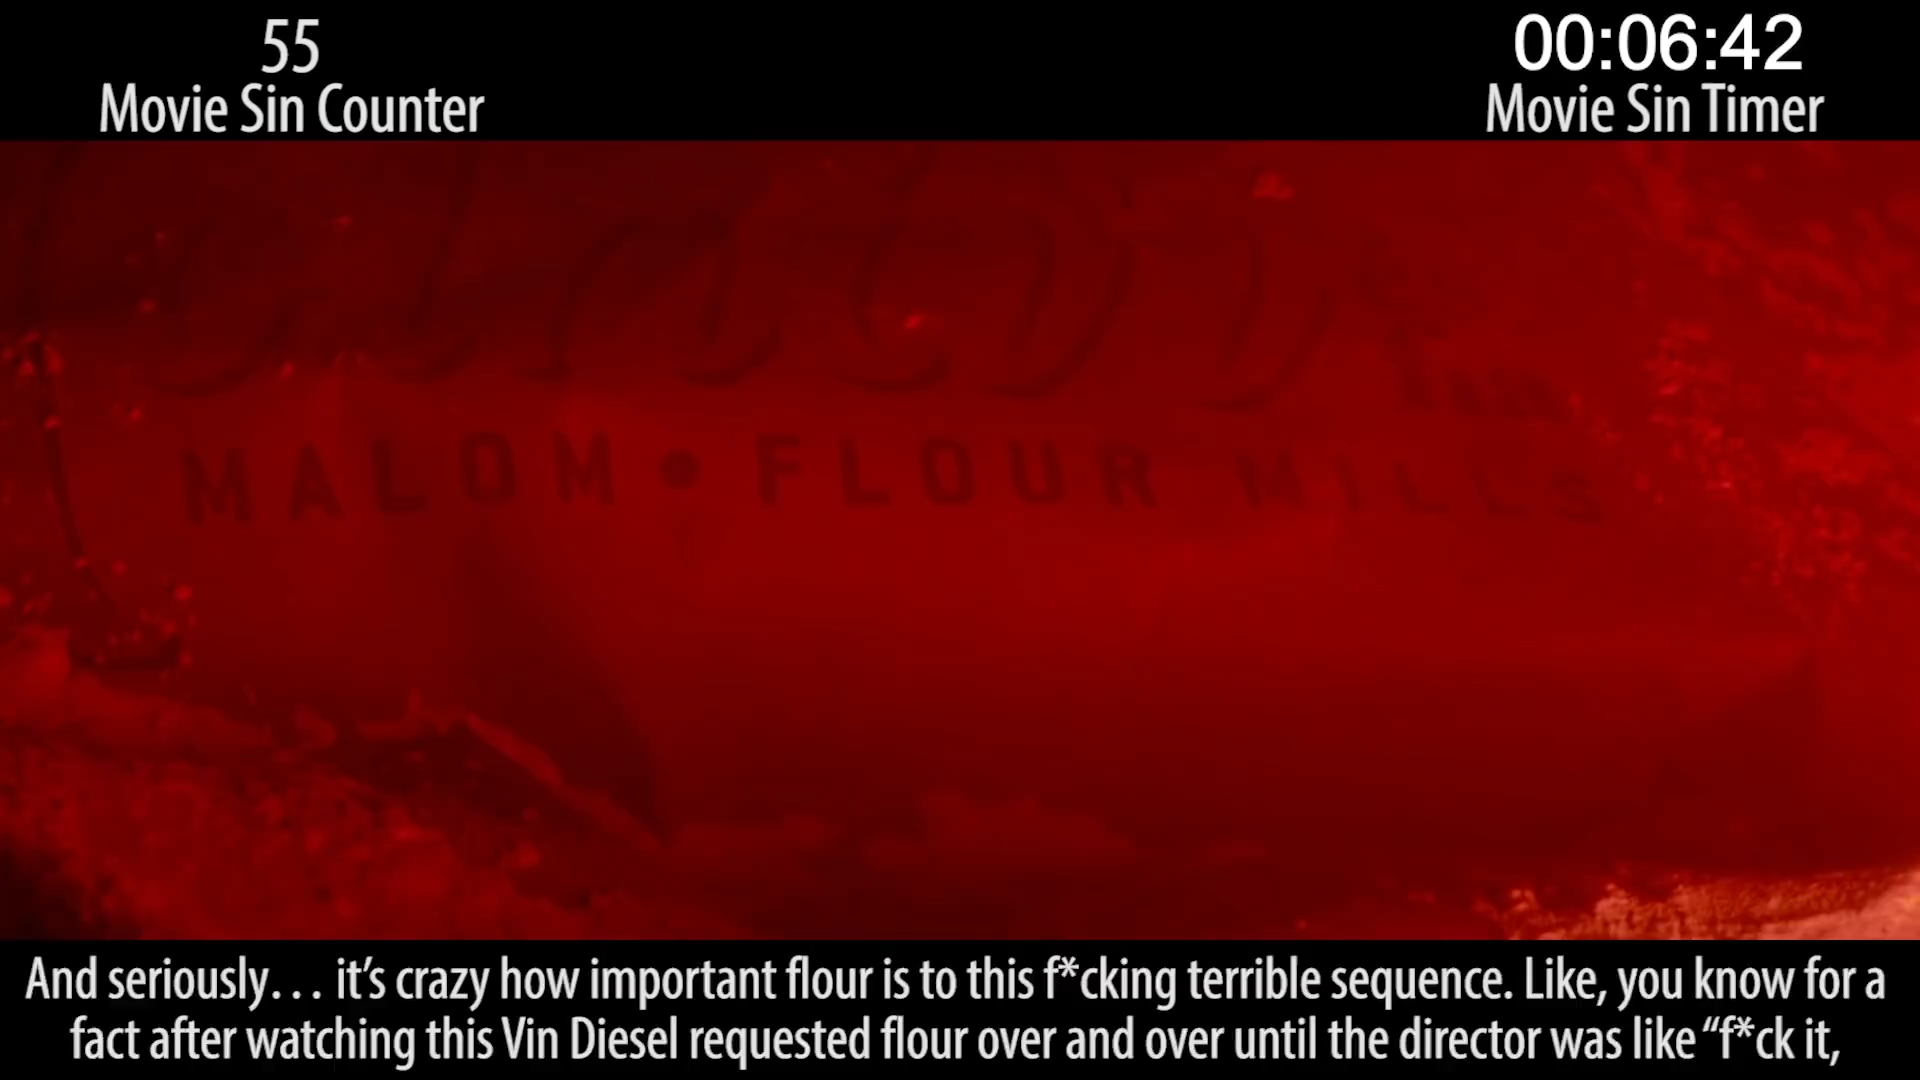 55
Movie Sin Counter
00:06:42
Movie Sin Timer
MALOM • FLOUR MILLS
And seriously… it’s crazy how important flour is to this f*cking terrible sequence. Like, you know for a
fact after watching this Vin Diesel requested flour over and over until the director was like “f*ck it,